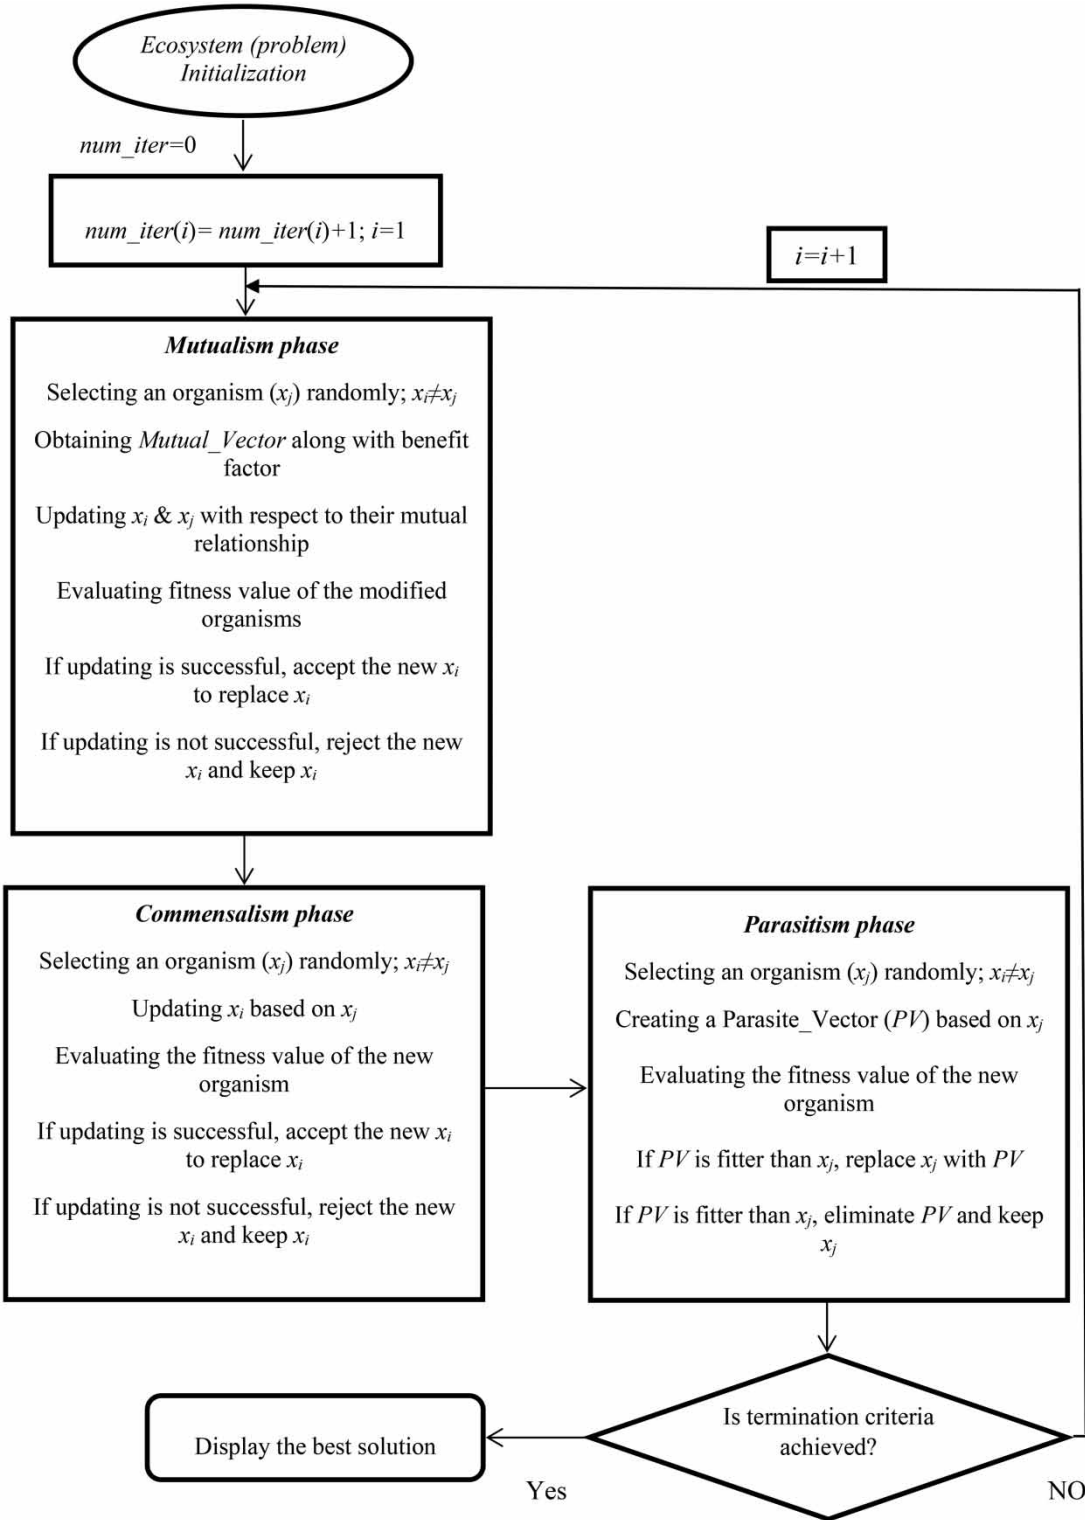 Ecosystem (problem)
Initialization
num_iter=0
num_iter(i)= num_iter(i)+1; i=1
i=i+1
Mutualism phase
Selecting an organism (xj) randomly; xi≠xj
Obtaining Mutual_Vector along with benefit
factor
Updating xi & xj with respect to their mutual
relationship
Evaluating fitness value of the modified
organisms
If updating is successful, accept the new xi
to replace xi
If updating is not successful, reject the new
xi and keep xi
Commensalism phase
Selecting an organism (xj) randomly; xi≠xj
Updating xi based on xj
Evaluating the fitness value of the new
organism
If updating is successful, accept the new xi
to replace xi
If updating is not successful, reject the new
xi and keep xi
Parasitism phase
Selecting an organism (xj) randomly; xi≠xj
Creating a Parasite_Vector (PV) based on xj
Evaluating the fitness value of the new
organism
If PV is fitter than xj, replace xj with PV
If PV is fitter than xj, eliminate PV and keep
xj
Is termination criteria
achieved?
Yes
NO
Display the best solution